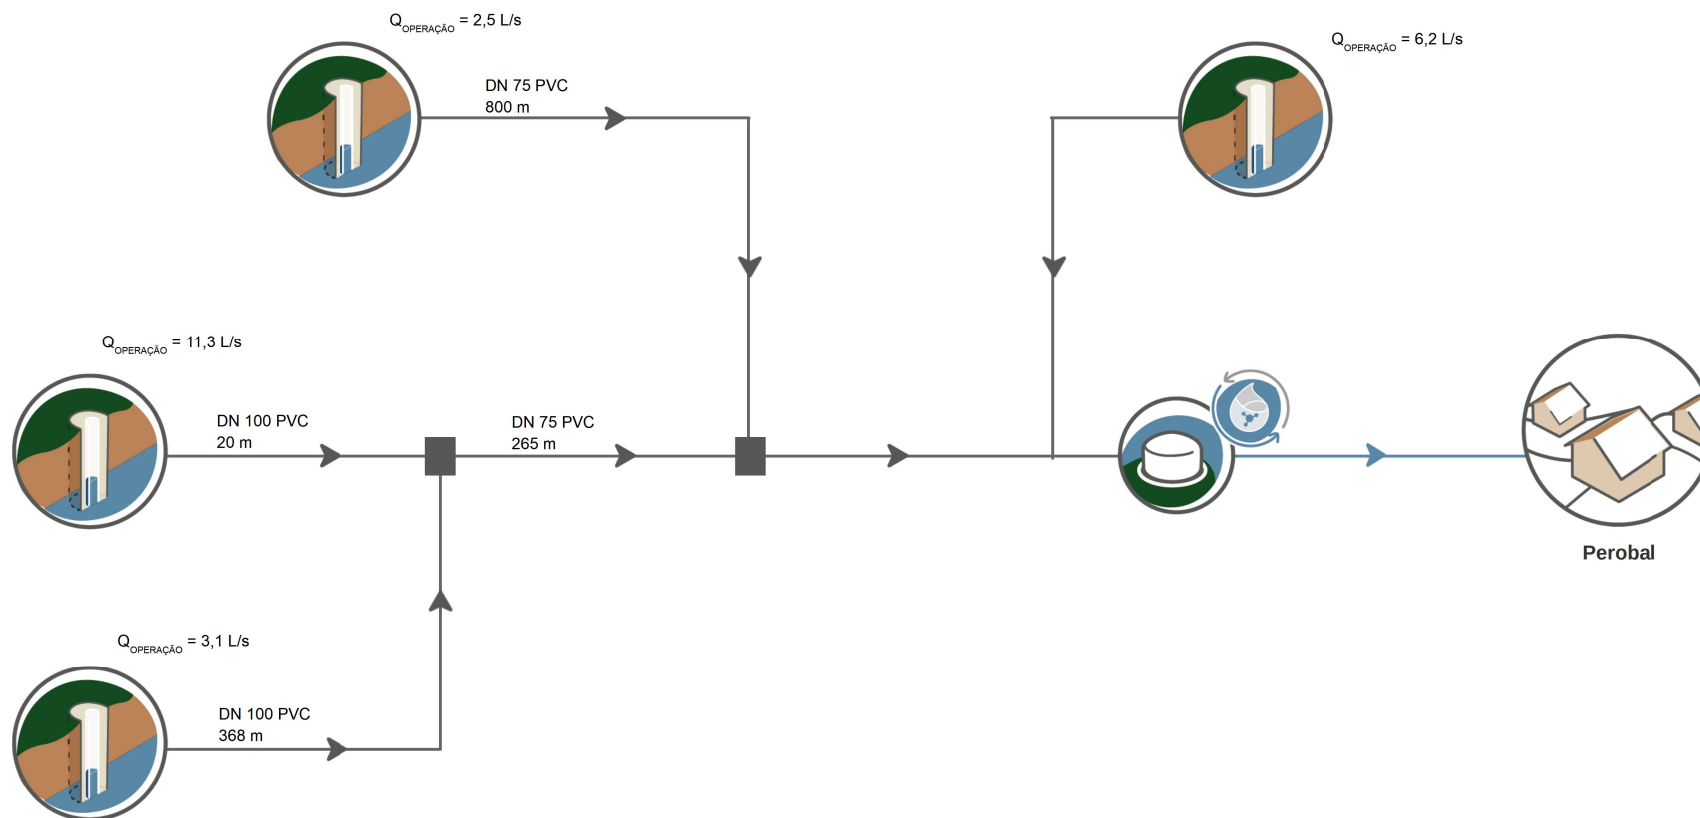 QOPERAÇÃO = 2,5 L/s
QOPERAÇÃO = 6,2 L/s
DN 75 PVC
800 m
QOPERAÇÃO = 11,3 L/s
DN 100 PVC
20 m
DN 75 PVC
265 m
Perobal
QOPERAÇÃO = 3,1 L/s
DN 100 PVC
368 m